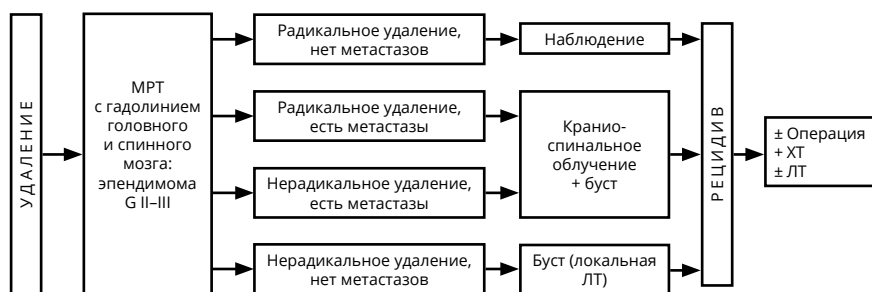 УДАЛЕНИЕ
МРТ
с гадолинием
головного
и спинного
мозга:
эпендимома
G II–III
Радикальное удаление,
нет метастазов
Наблюдение
Радикальное удаление,
есть метастазы
Нерадикальное удаление,
есть метастазы
Кранио-
спинальное
облучение
+ буст
Нерадикальное удаление,
нет метастазов
Буст (локальная
ЛТ)
РЕЦИДИВ
± Операция
+ ХТ
± ЛТ